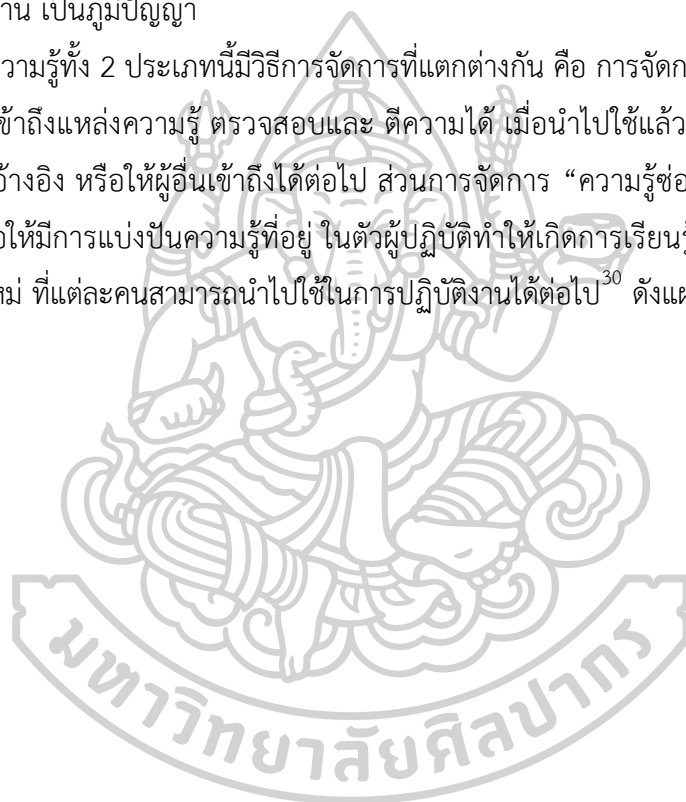 าน เป็นภูมิปัญญา
วามรู้ทั้ง 2 ประเภทนี้มีวิธีการจัดการที่แตกต่างกัน คือ การจัดก
ข้าถึงแหล่งความรู้ ตรวจสอบและ ตีความได้ เมื่อนำไปใช้แล้ว
อ้างอิง หรือให้ผู้อื่นเข้าถึงได้ต่อไป ส่วนการจัดการ “ความรู้ซ่อ
อให้มีการแบ่งปันความรู้ที่อยู่ ในตัวผู้ปฏิบัติทำให้เกิดการเรียนรู้
หม่ ที่แต่ละคนสามารถนำไปใช้ในการปฏิบัติงานได้ต่อไป30 ดังแผ
มหาวิทยาลัยศิลปากร